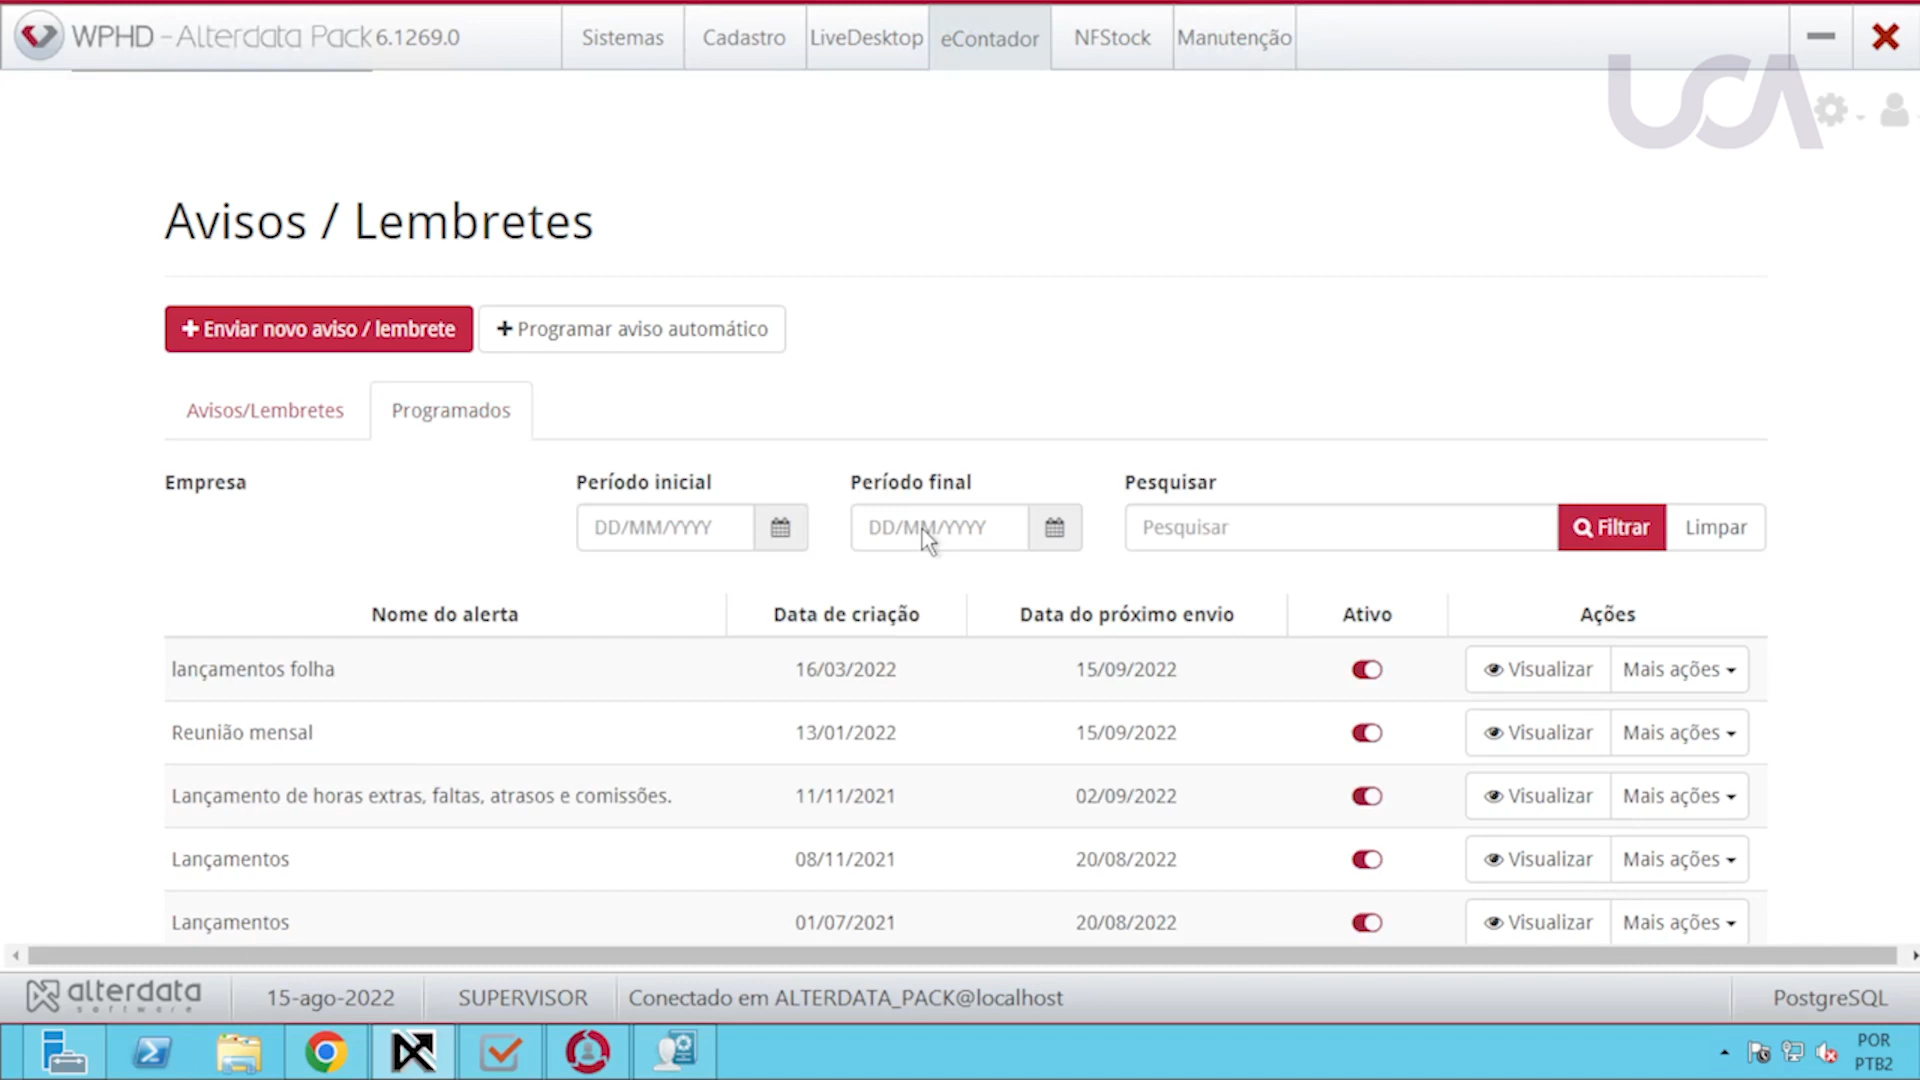 WPHD - Alterdata Pack 6.1269.0
Sistemas
Cadastro
LiveDesktop
eContador
NFStock
Manutenção
UCA
Avisos / Lembretes
Enviar novo aviso / lembrete
Programar aviso automático
Avisos/Lembretes
Programados
Empresa
Período inicial
Período final
Pesquisar
DD/MM/YYYY
DD/MM/YYYY
Pesquisar
Filtrar
Limpar
Nome do alerta Data de criação Data do próximo envio Ativo Ações
lançamentos folha 16/03/2022 15/09/2022 Visualizar Mais ações
Reunião mensal 13/01/2022 15/09/2022 Visualizar Mais ações
Lançamento de horas extras, faltas, atrasos e comissões. 11/11/2021 02/09/2022 Visualizar Mais ações
Lançamentos 08/11/2021 20/08/2022 Visualizar Mais ações
Lançamentos 01/07/2021 20/08/2022 Visualizar Mais ações
alterdata
software
15-ago-2022
SUPERVISOR
Conectado em ALTERDATA_PACK@localhost
PostgreSQL
POR
PTB2